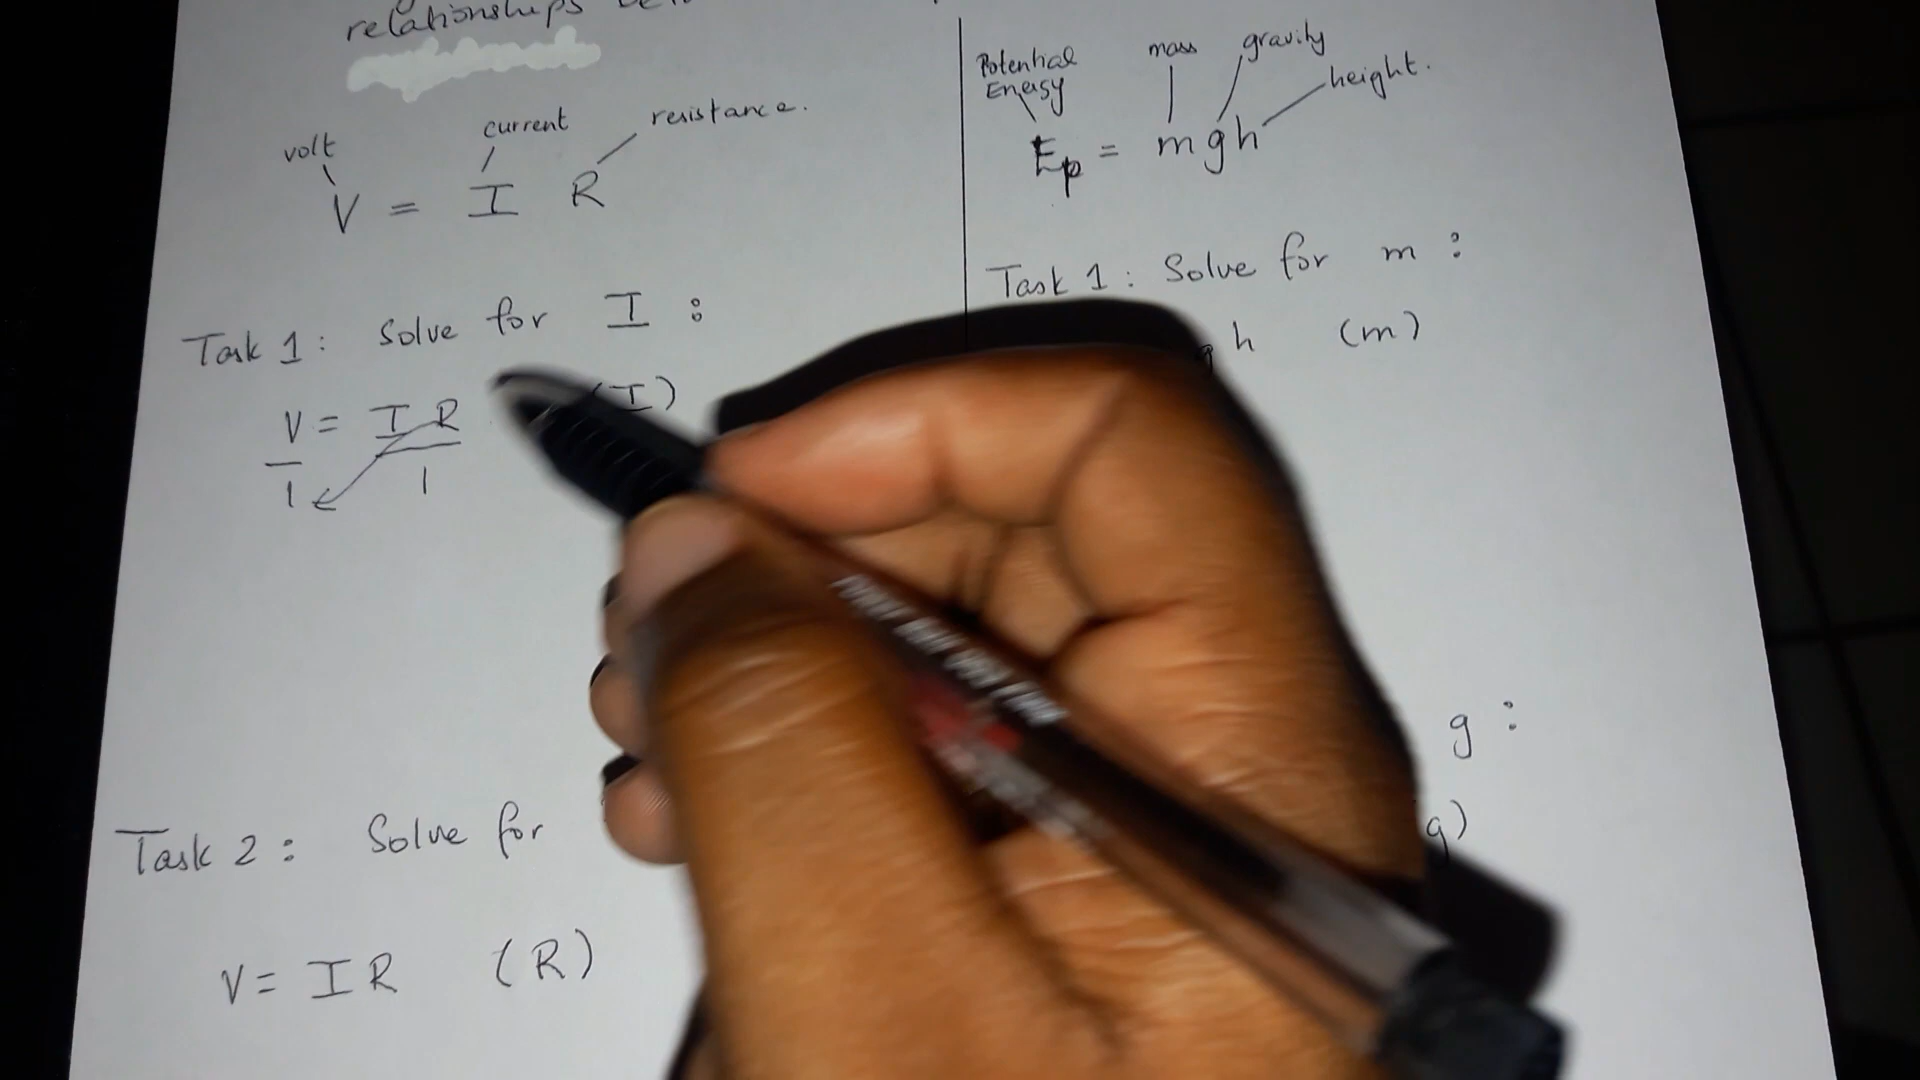 relationships
volt
current
resistance.
V = I R
Task 1: Solve for I :
V = I R (I)
1 1
Task 2: Solve for
V = I R (R)
Potential
Energy
mass
gravity
height.
Ep = mgh
Task 1: Solve for m :
g h (m)
g :
g)